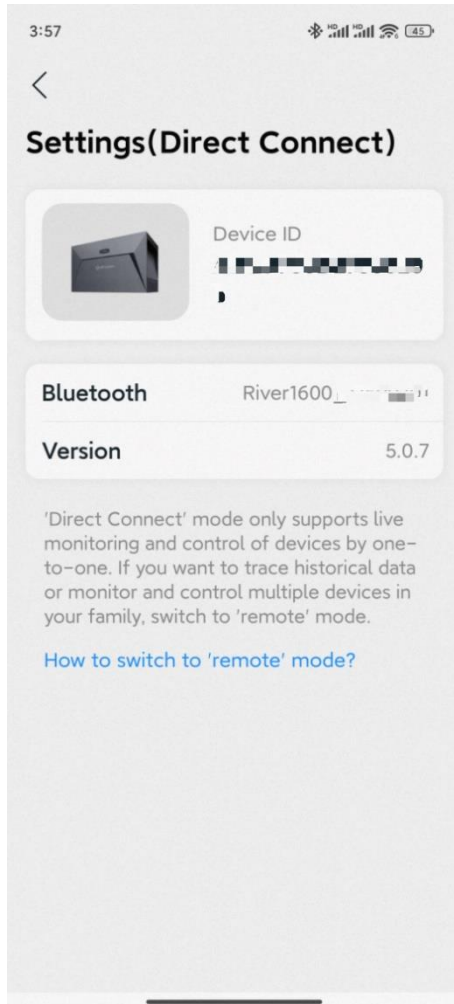 3:57
HD HD 45
Settings(Direct Connect)
Device ID
Bluetooth River1600_
Version 5.0.7
'Direct Connect' mode only supports live
monitoring and control of devices by one-
to-one. If you want to trace historical data
or monitor and control multiple devices in
your family, switch to 'remote' mode.
How to switch to 'remote' mode?